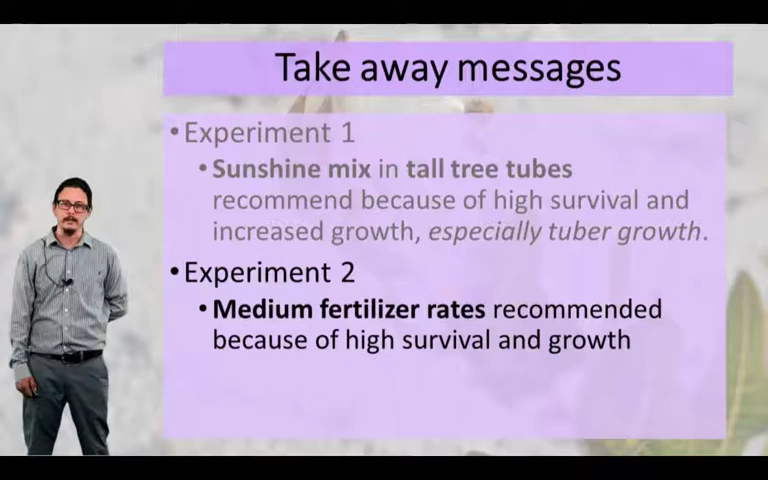 Take away messages
•Experiment 1
•Sunshine mix in tall tree tubes
recommend because of high survival and
increased growth, especially tuber growth.
•Experiment 2
•Medium fertilizer rates recommended
because of high survival and growth